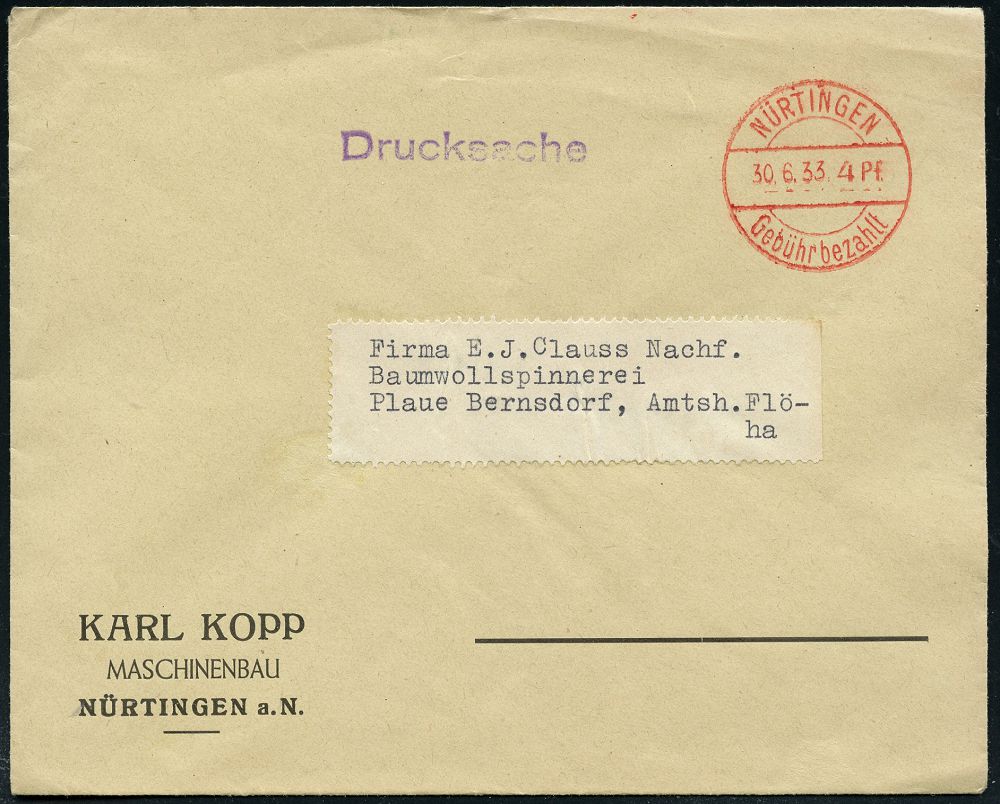 Drucksache
NÜRTINGEN
30.6.33. 4 Pf
Gebühr bezahlt
Firma E.J.Clauss Nachf.
Baumwollspinnerei
Plaue Bernsdorf, Amtsh.Flö-
ha
KARL KOPP
MASCHINENBAU
NÜRTINGEN a.N.